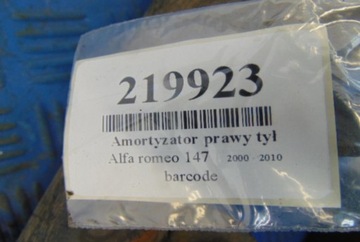 219923
Amortyzator prawy tył
Alfa romeo 147 2000 - 2010
barcode